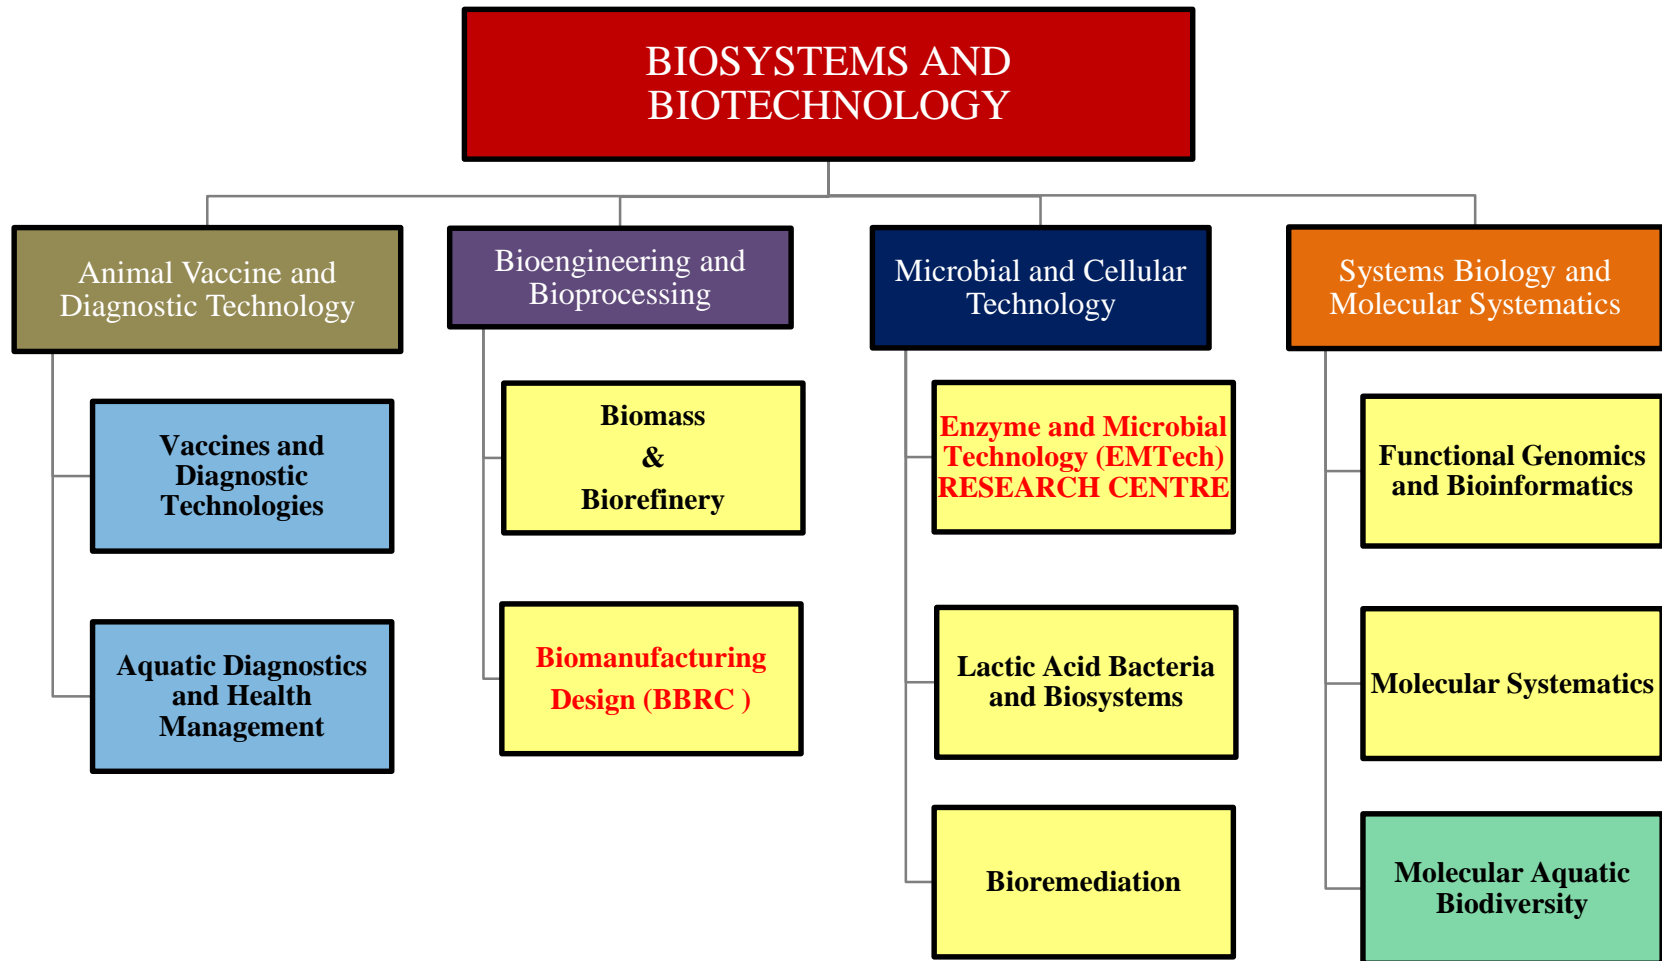 BIOSYSTEMS AND
BIOTECHNOLOGY
Animal Vaccine and
Diagnostic Technology
Vaccines and
Diagnostic
Technologies
Aquatic Diagnostics
and Health
Management
Bioengineering and
Bioprocessing
Biomass
&
Biorefinery
Biomanufacturing
Design (BBRC )
Microbial and Cellular
Technology
Enzyme and Microbial
Technology (EMTech)
RESEARCH CENTRE
Lactic Acid Bacteria
and Biosystems
Bioremediation
Systems Biology and
Molecular Systematics
Functional Genomics
and Bioinformatics
Molecular Systematics
Molecular Aquatic
Biodiversity